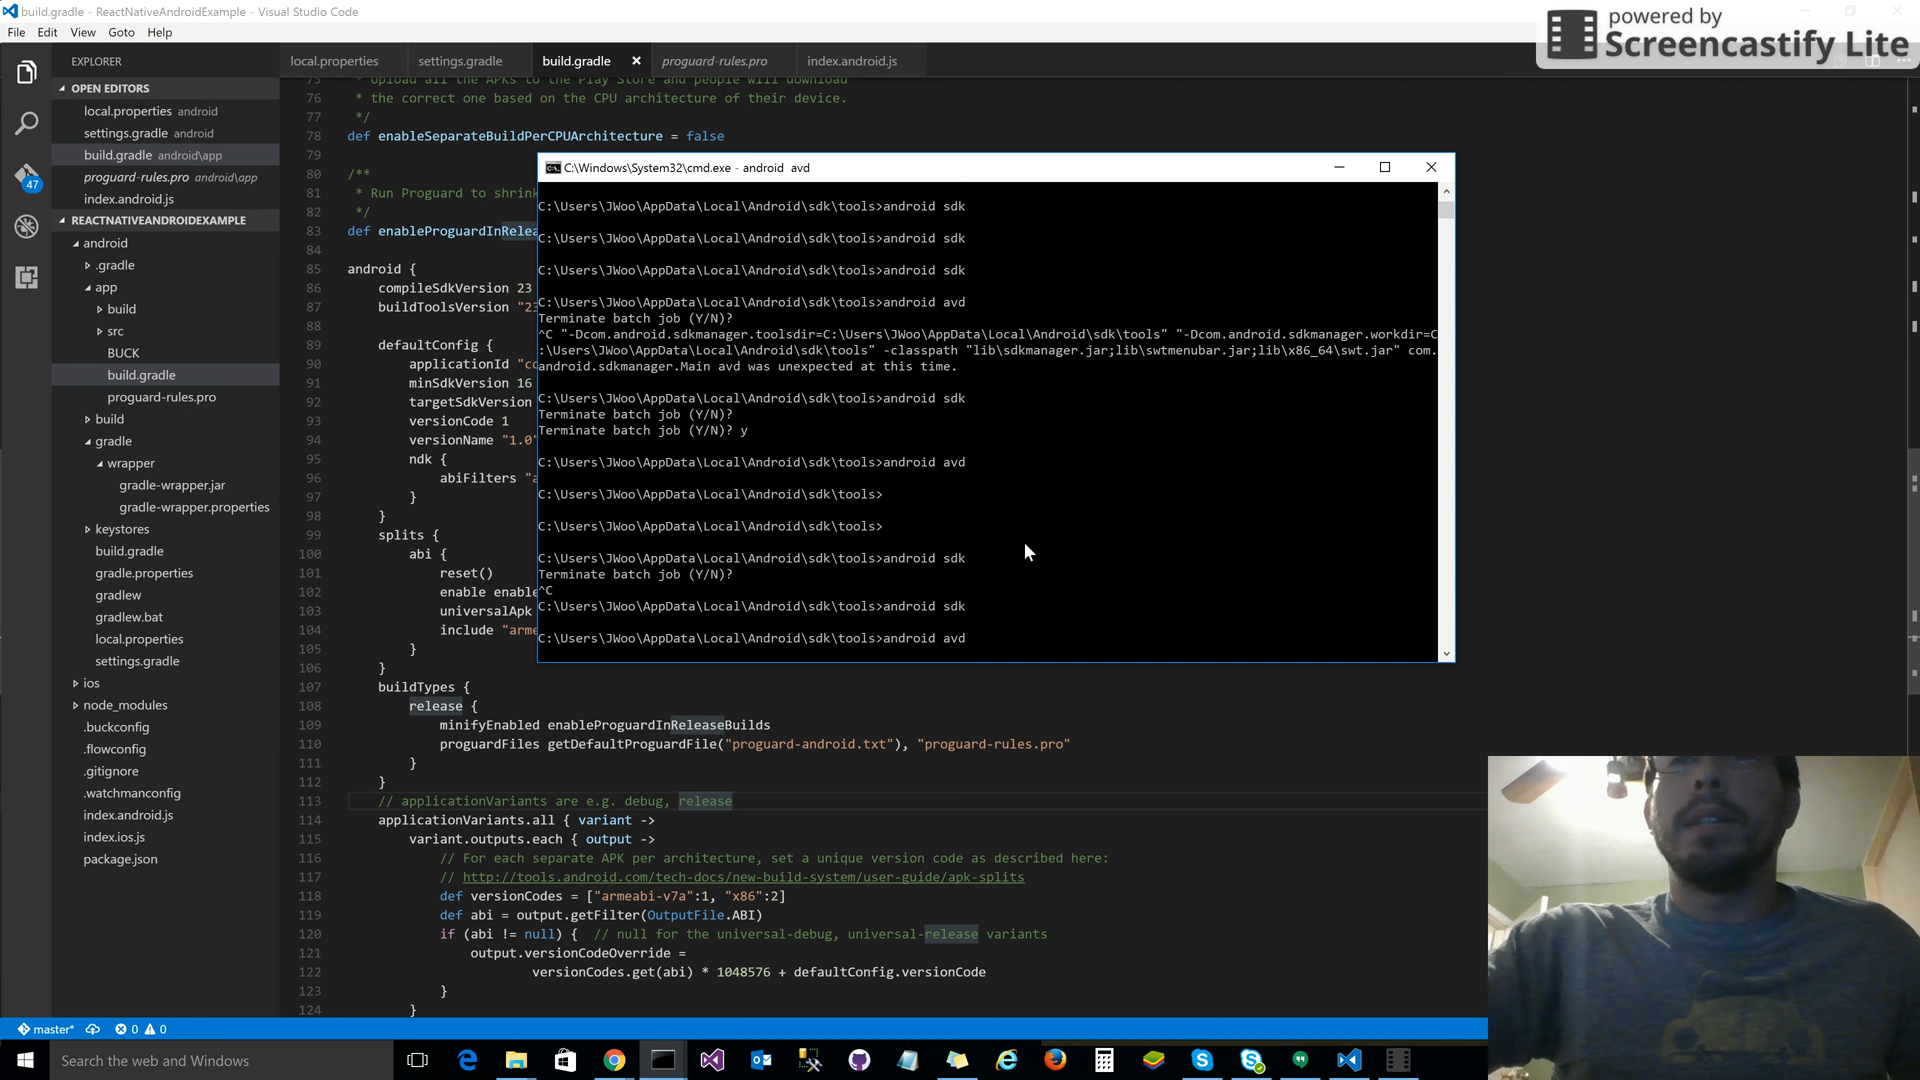 build.gradle - ReactNativeAndroidExample - Visual Studio Code
File Edit View Goto Help
powered by
Screencastify Lite
EXPLORER
OPEN EDITORS
local.properties android
settings.gradle android
build.gradle android\app
proguard-rules.pro android\app
index.android.js
47
REACTNATIVEANDROIDEXAMPLE
android
.gradle
app
build
src
BUCK
build.gradle
proguard-rules.pro
build
gradle
wrapper
gradle-wrapper.jar
gradle-wrapper.properties
keystores
build.gradle
gradle.properties
gradlew
gradlew.bat
local.properties
settings.gradle
ios
node_modules
.buckconfig
.flowconfig
.gitignore
.watchmanconfig
index.android.js
index.ios.js
package.json
local.properties settings.gradle build.gradle proguard-rules.pro index.android.js
75 * Upload all the APKs to the Play Store and people will download
76 * the correct one based on the CPU architecture of their device.
77 */
78 def enableSeparateBuildPerCPUArchitecture = false
79
80 /**
81 * Run Proguard to shrin
82 */
83 def enableProguardInRelea
84
85 android {
86 compileSdkVersion 23
87 buildToolsVersion "23
88
89 defaultConfig {
90 applicationId "co
91 minSdkVersion 16
92 targetSdkVersion
93 versionCode 1
94 versionName "1.0"
95 ndk {
96 abiFilters "a
97 }
98 }
99 splits {
100 abi {
101 reset()
102 enable enable
103 universalApk
104 include "arme
105 }
106 }
107 buildTypes {
108 release {
109 minifyEnabled enableProguardInReleaseBuilds
110 proguardFiles getDefaultProguardFile("proguard-android.txt"), "proguard-rules.pro"
111 }
112 }
113 // applicationVariants are e.g. debug, release
114 applicationVariants.all { variant ->
115 variant.outputs.each { output ->
116 // For each separate APK per architecture, set a unique version code as described here:
117 // http://tools.android.com/tech-docs/new-build-system/user-guide/apk-splits
118 def versionCodes = ["armeabi-v7a":1, "x86":2]
119 def abi = output.getFilter(OutputFile.ABI)
120 if (abi != null) { // null for the universal-debug, universal-release variants
121 output.versionCodeOverride =
122 versionCodes.get(abi) * 1048576 + defaultConfig.versionCode
123 }
124 }
C:\Windows\System32\cmd.exe - android avd
C:\Users\JWoo\AppData\Local\Android\sdk\tools>android sdk
C:\Users\JWoo\AppData\Local\Android\sdk\tools>android sdk
C:\Users\JWoo\AppData\Local\Android\sdk\tools>android sdk
C:\Users\JWoo\AppData\Local\Android\sdk\tools>android avd
Terminate batch job (Y/N)?
^C "-Dcom.android.sdkmanager.toolsdir=C:\Users\JWoo\AppData\Local\Android\sdk\tools" "-Dcom.android.sdkmanager.workdir=C
:\Users\JWoo\AppData\Local\Android\sdk\tools" -classpath "lib\sdkmanager.jar;lib\swtmenubar.jar;lib\x86_64\swt.jar" com.
android.sdkmanager.Main avd was unexpected at this time.
C:\Users\JWoo\AppData\Local\Android\sdk\tools>android sdk
Terminate batch job (Y/N)?
Terminate batch job (Y/N)? y
C:\Users\JWoo\AppData\Local\Android\sdk\tools>android avd
C:\Users\JWoo\AppData\Local\Android\sdk\tools>
C:\Users\JWoo\AppData\Local\Android\sdk\tools>
C:\Users\JWoo\AppData\Local\Android\sdk\tools>android sdk
Terminate batch job (Y/N)?
^C
C:\Users\JWoo\AppData\Local\Android\sdk\tools>android sdk
C:\Users\JWoo\AppData\Local\Android\sdk\tools>android avd
master* 0 0
Search the web and Windows